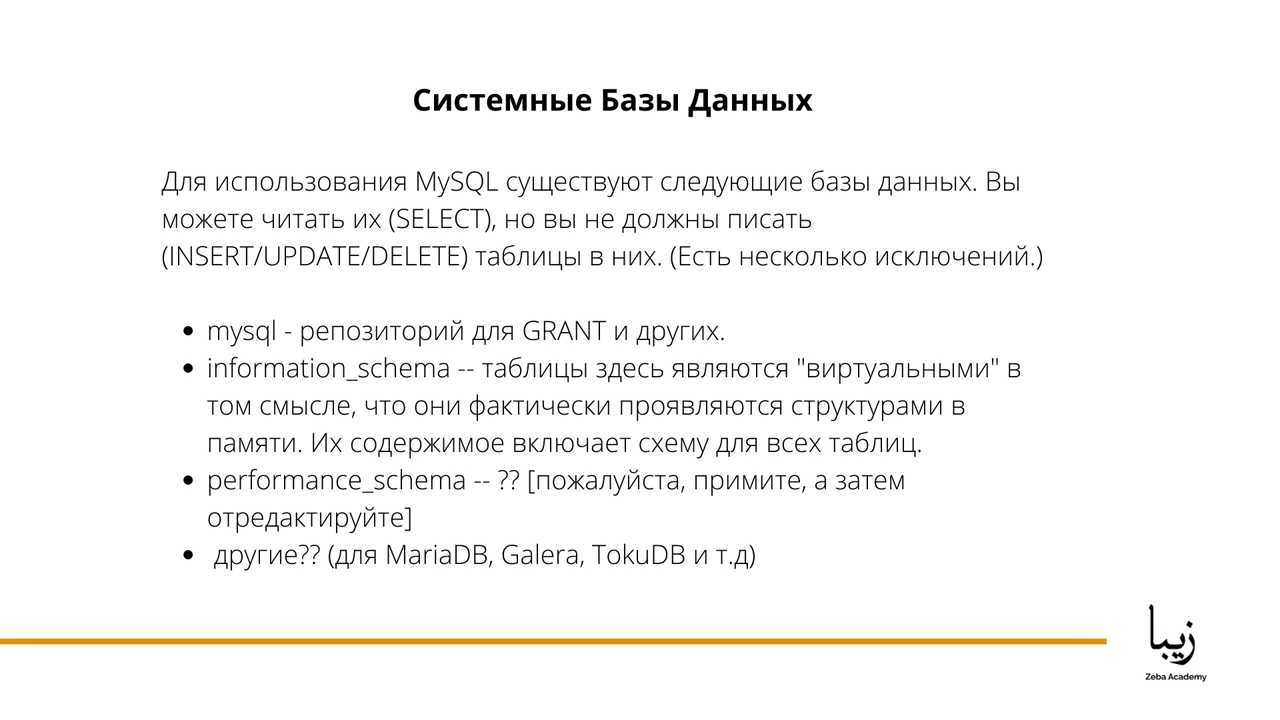 Системные Базы Данных
Для использования MySQL существуют следующие базы данных. Вы
можете читать их (SELECT), но вы не должны писать
(INSERT/UPDATE/DELETE) таблицы в них. (Есть несколько исключений.)
• mysql - репозиторий для GRANT и других.
• information_schema -- таблицы здесь являются "виртуальными" в
том смысле, что они фактически проявляются структурами в
памяти. Их содержимое включает схему для всех таблиц.
• performance_schema -- ?? [пожалуйста, примите, а затем
отредактируйте]
• другие?? (для MariaDB, Galera, TokuDB и т.д)
زيبا
Zeba Academy